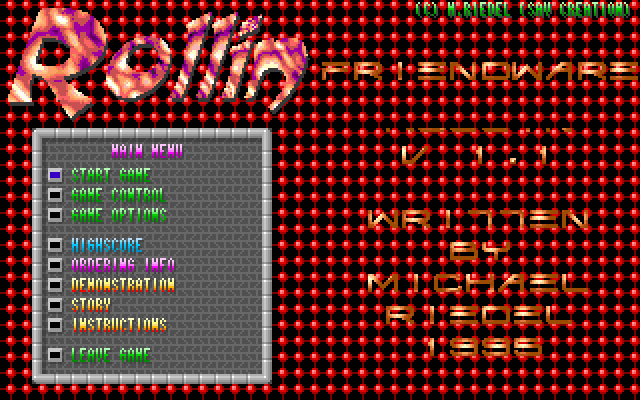 (C) M.RIEDEL (SAV CREATION)
Rollin
FRIENDWARE
V 1.1
WRITTEN
BY
MICHAEL
RIEDEL
1995
MAIN MENU
START GAME
GAME CONTROL
GAME OPTIONS
HIGHSCORE
ORDERING INFO
DEMONSTRATION
STORY
INSTRUCTIONS
LEAVE GAME